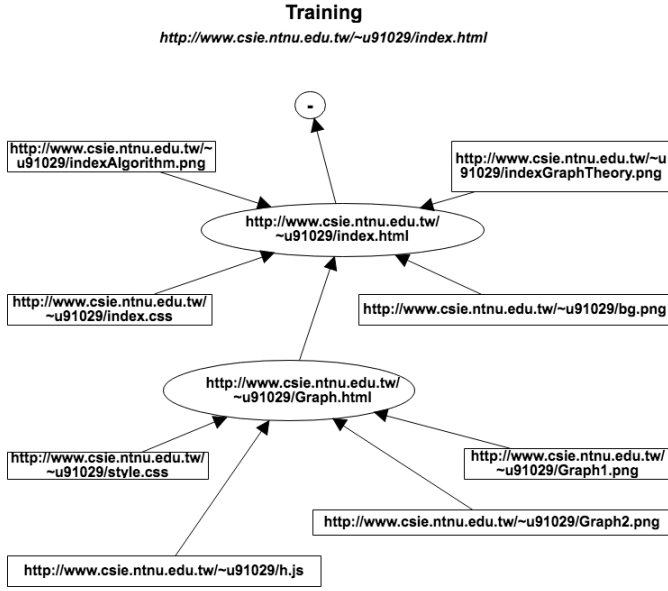 Training
http://www.csie.ntnu.edu.tw/~u91029/index.html
-
http://www.csie.ntnu.edu.tw/~
u91029/indexAlgorithm.png
http://www.csie.ntnu.edu.tw/~u
91029/indexGraphTheory.png
http://www.csie.ntnu.edu.tw/
~u91029/index.html
http://www.csie.ntnu.edu.tw/
~u91029/index.css
http://www.csie.ntnu.edu.tw/~u91029/bg.png
http://www.csie.ntnu.edu.tw/
~u91029/Graph.html
http://www.csie.ntnu.edu.tw/
~u91029/style.css
http://www.csie.ntnu.edu.tw/
~u91029/Graph1.png
http://www.csie.ntnu.edu.tw/~u91029/Graph2.png
http://www.csie.ntnu.edu.tw/~u91029/h.js